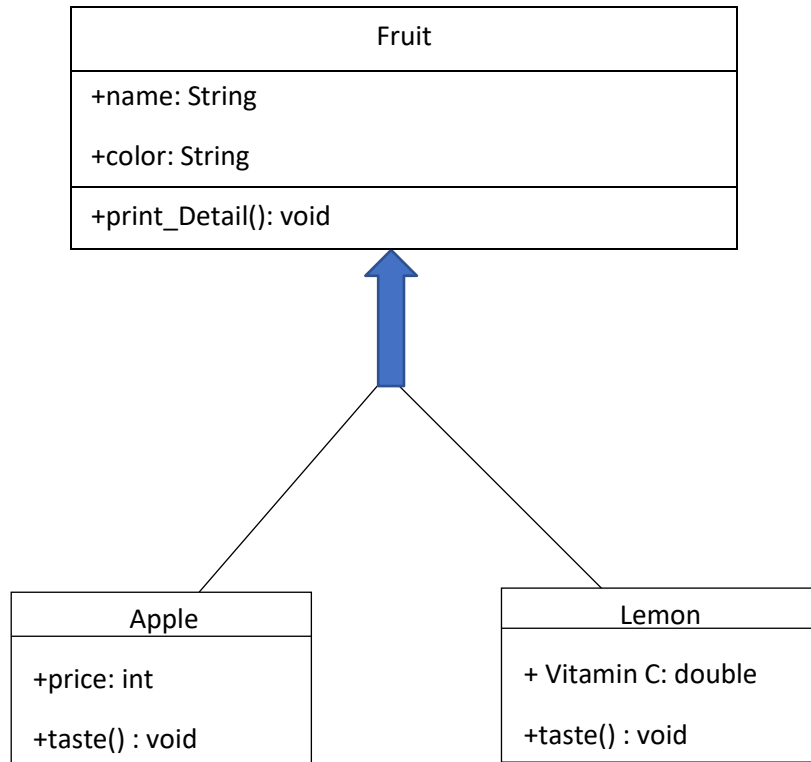 Fruit
+name: String
+color: String
+print_Detail(): void
Apple
+price: int
+taste() : void
Lemon
+ Vitamin C: double
+taste() : void